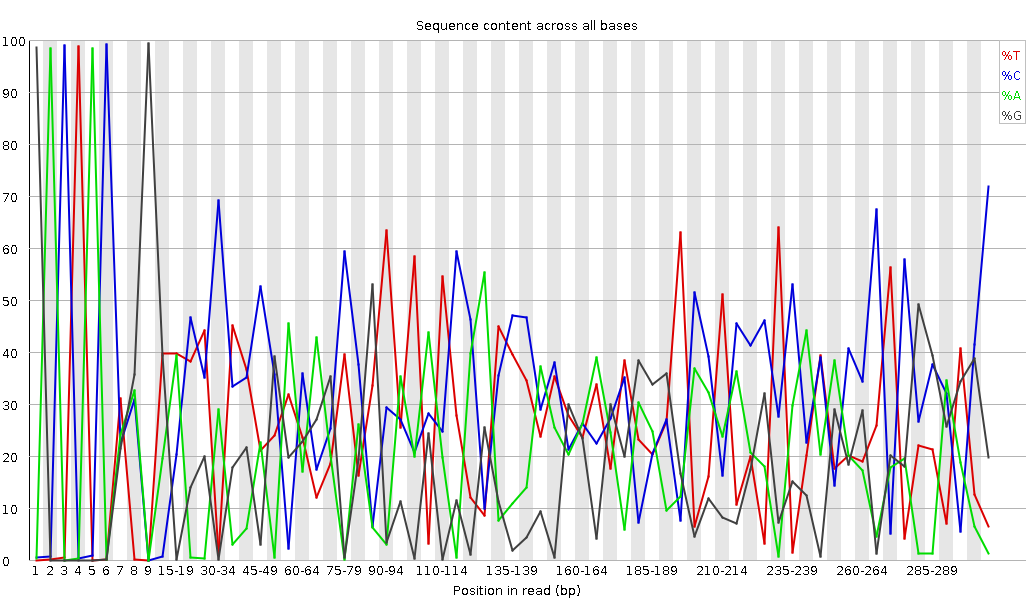 Sequence content across all bases
100
90
80
70
60
50
40
30
20
10
0
%T
%C
%A
%G
1 2 3 4 5 6 7 8 9 15-19 30-34 45-49 60-64 75-79 90-94 110-114 135-139 160-164 185-189 210-214 235-239 260-264 285-289
Position in read (bp)